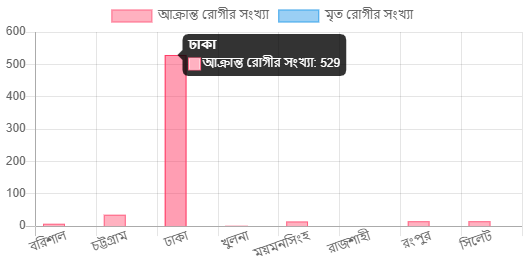 আক্রান্ত রোগীর সংখ্যা মৃত রোগীর সংখ্যা
600
ঢাকা
আক্রান্ত রোগীর সংখ্যা: 529
500
400
300
200
100
0
বরিশাল চট্টগ্রাম ঢাকা খুলনা ময়মনসিংহ রাজশাহী রংপুর সিলেট